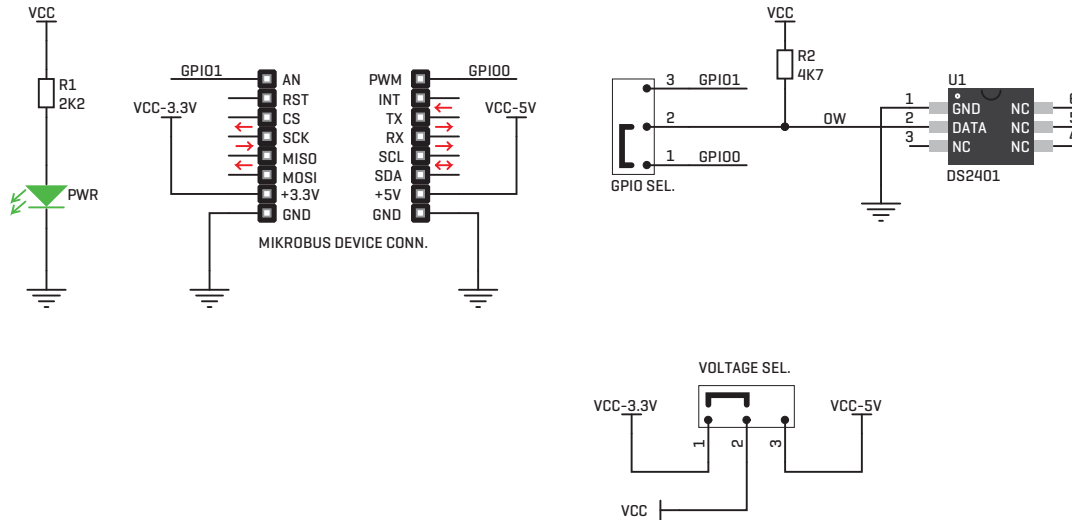 VCC
R1
2K2
PWR
GPIO1
AN
RST
CS
SCK
MISO
MOSI
+3.3V
GND
VCC-3.3V
PWM
INT
TX
RX
SCL
SDA
+5V
GND
GPIO0
VCC-5V
MIKROBUS DEVICE CONN.
VCC
R2
4K7
3 GPIO1
2
1 GPIO0
GPIO SEL.
OW
U1
1 GND NC 6
2 DATA NC 5
3 NC NC 4
DS2401
VOLTAGE SEL.
VCC-3.3V
VCC-5V
1 2 3
VCC